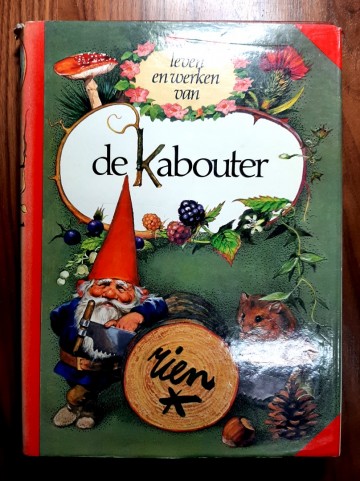 leven
en werken
van
de Kabouter
rien